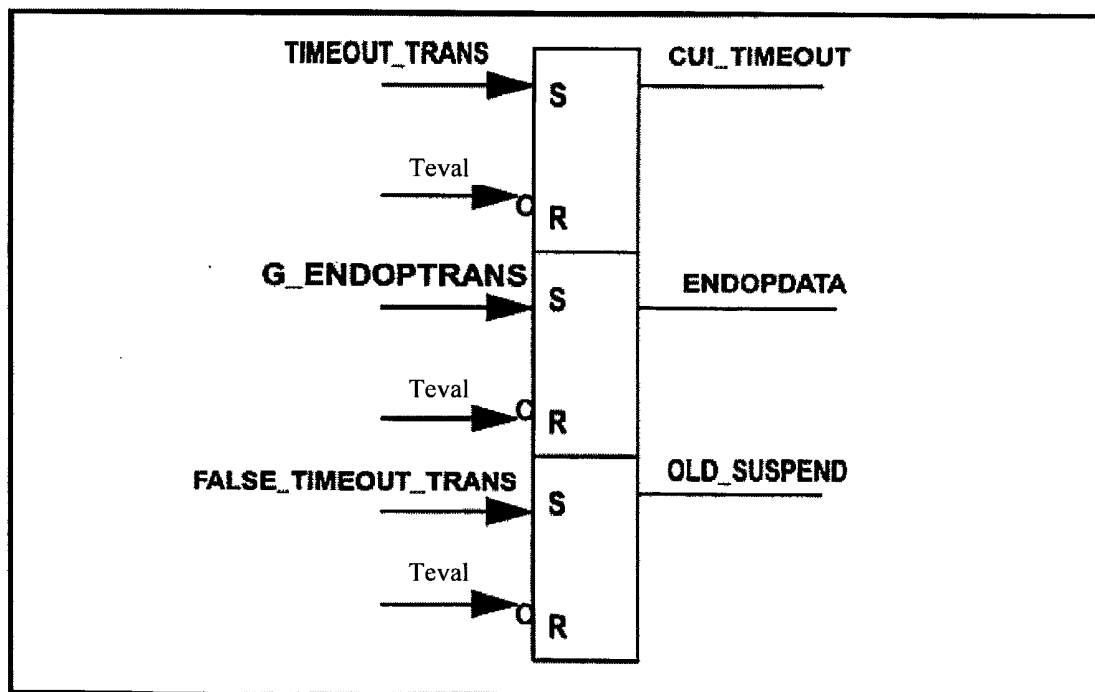 TIMEOUT_TRANS
CUI_TIMEOUT
S
Teval
R
G_ENDOPTRANS
ENDOPDATA
S
Teval
R
FALSE_TIMEOUT_TRANS
OLD_SUSPEND
S
Teval
R